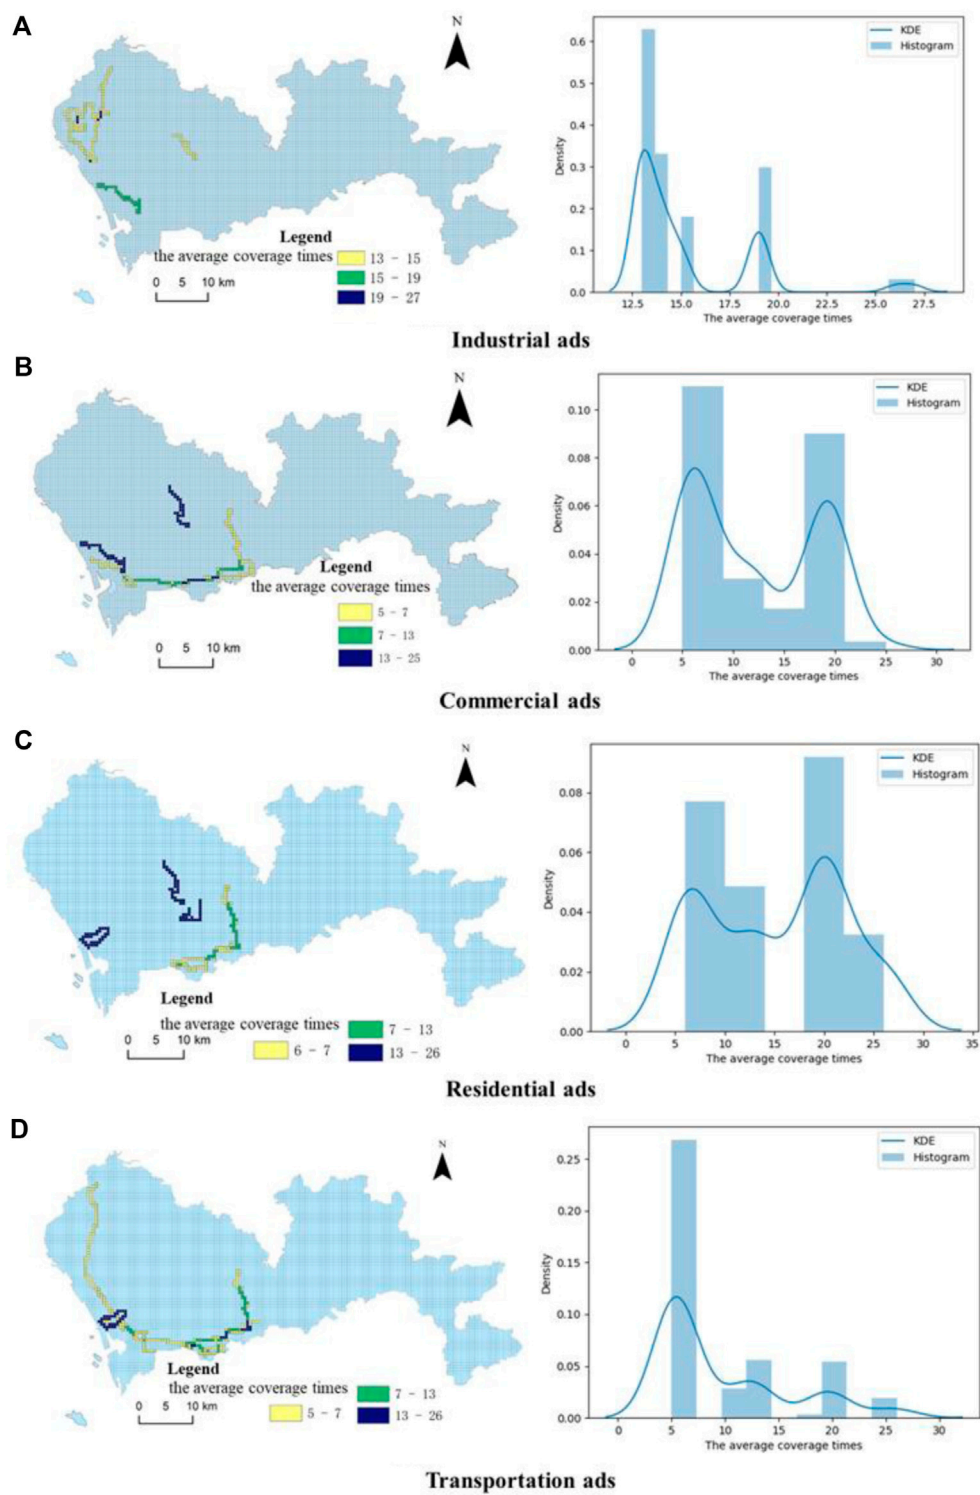 A
N
Legend
the average coverage times
13 - 15
15 - 19
19 - 27
0 5 10 km
KDE
Histogram
Density
0.6
0.5
0.4
0.3
0.2
0.1
0.0
12.5 15.0 17.5 20.0 22.5 25.0 27.5
The average coverage times
Industrial ads
B
N
Legend
the average coverage times
5 - 7
7 - 13
13 - 25
0 5 10 km
KDE
Histogram
Density
0.10
0.08
0.06
0.04
0.02
0.00
0 5 10 15 20 25 30
The average coverage times
Commercial ads
C
N
Legend
the average coverage times
6 - 7
7 - 13
13 - 26
0 5 10 km
KDE
Histogram
Density
0.08
0.06
0.04
0.02
0.00
0 5 10 15 20 25 30 35
The average coverage times
Residential ads
D
N
Legend
the average coverage times
5 - 7
7 - 13
13 - 26
0 5 10 km
KDE
Histogram
Density
0.25
0.20
0.15
0.10
0.05
0.00
0 5 10 15 20 25 30
The average coverage times
Transportation ads